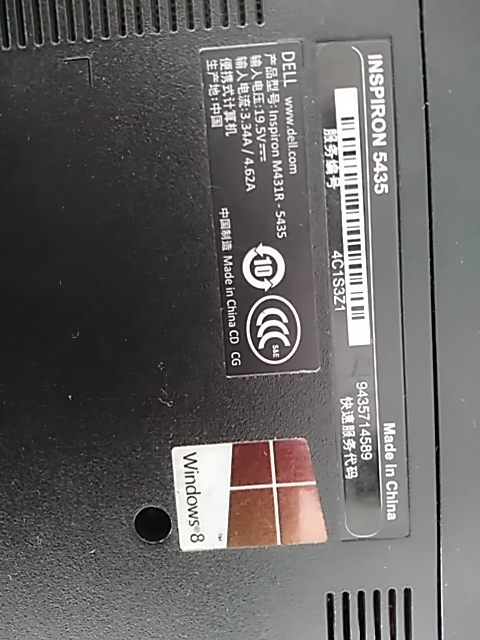 INSPIRON 5435
Made in China
服务编号
4C1S3Z1
9435714589
快速服务代码
DELL www.dell.com
产品型号: Inspiron M431R - 5435
输入电压: 19.5V
输入电流: 3.34A / 4.62A
便携式计算机
生产地: 中国
10
S&E
中国制造 Made in China CD CG
Windows®8™